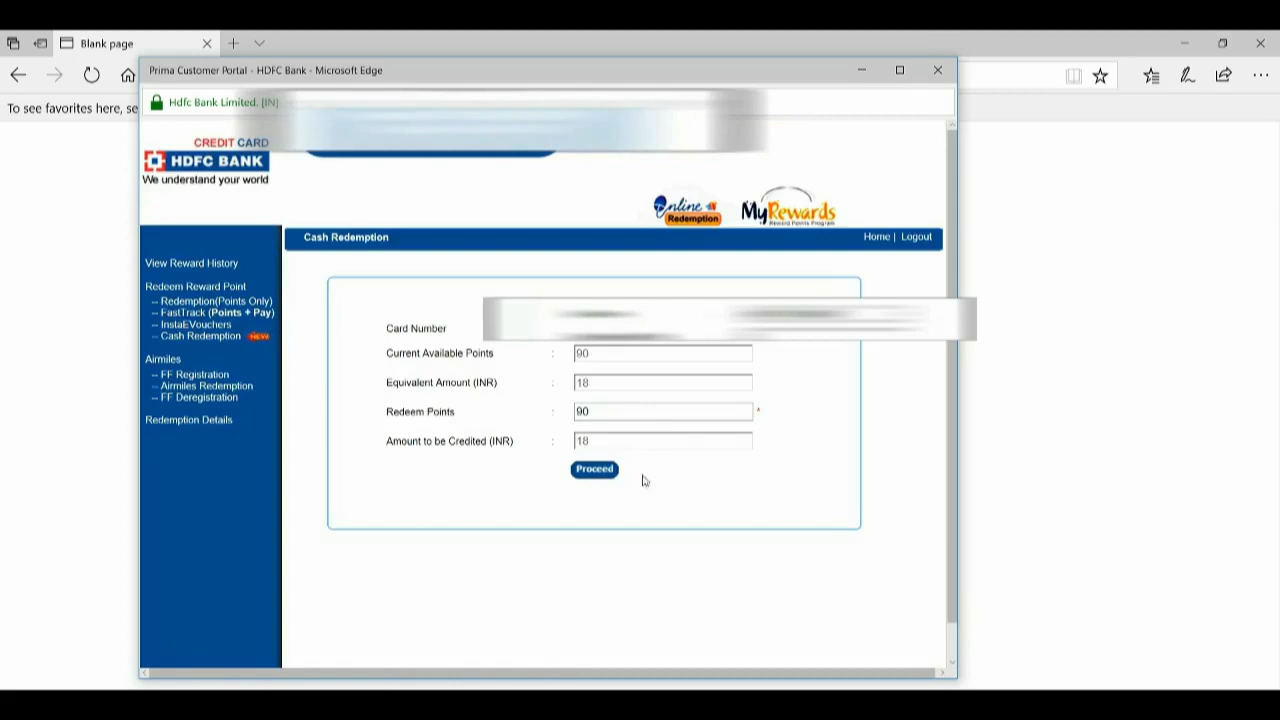 Blank page
Prima Customer Portal - HDFC Bank - Microsoft Edge
To see favorites here, se
Hdfc Bank Limited. [IN]
CREDIT CARD
HDFC BANK
We understand your world
Online
Redemption
MyRewards
Reward Points Program
Cash Redemption
Home | Logout
View Reward History
Redeem Reward Point
-- Redemption(Points Only)
-- FastTrack (Points + Pay)
-- InstaEVouchers
-- Cash Redemption NEW
Airmiles
-- FF Registration
-- Airmiles Redemption
-- FF Deregistration
Redemption Details
Card Number
Current Available Points : 90
Equivalent Amount (INR) : 18
Redeem Points : 90 *
Amount to be Credited (INR) : 18
Proceed